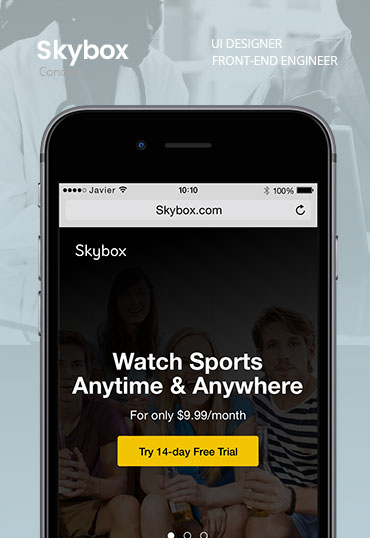 Skybox
Concept
UI DESIGNER
FRONT-END ENGINEER
Javier
10:10
100%
Skybox.com
Skybox
Watch Sports
Anytime & Anywhere
For only $9.99/month
Try 14-day Free Trial